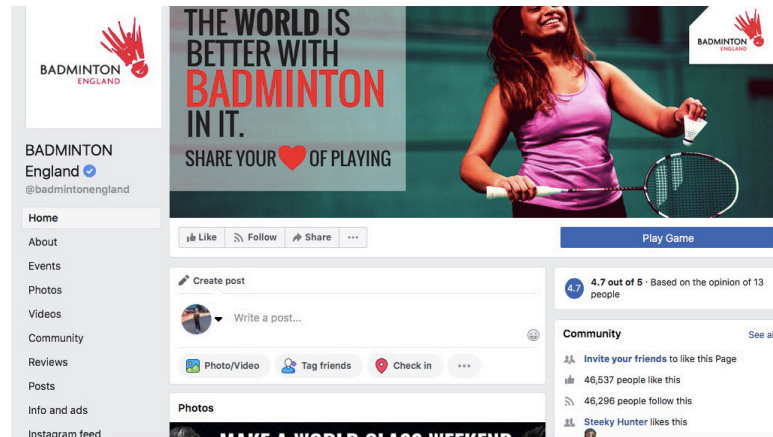 BADMINTON
ENGLAND
THE WORLD IS
BETTER WITH
BADMINTON
IN IT.
SHARE YOUR OF PLAYING
BADMINTON
ENGLAND
BADMINTON
England
@badmintonengland
Home
About
Events
Photos
Videos
Community
Reviews
Posts
Info and ads
Instagram feed
Like Follow Share ...
Play Game
Create post
Write a post...
Photo/Video Tag friends Check in ...
Photos
MAKE A WORLD CLASS WEEKEND
4.7
4.7 out of 5 · Based on the opinion of 13
people
Community See al
Invite your friends to like this Page
46,537 people like this
46,296 people follow this
Steeky Hunter likes this